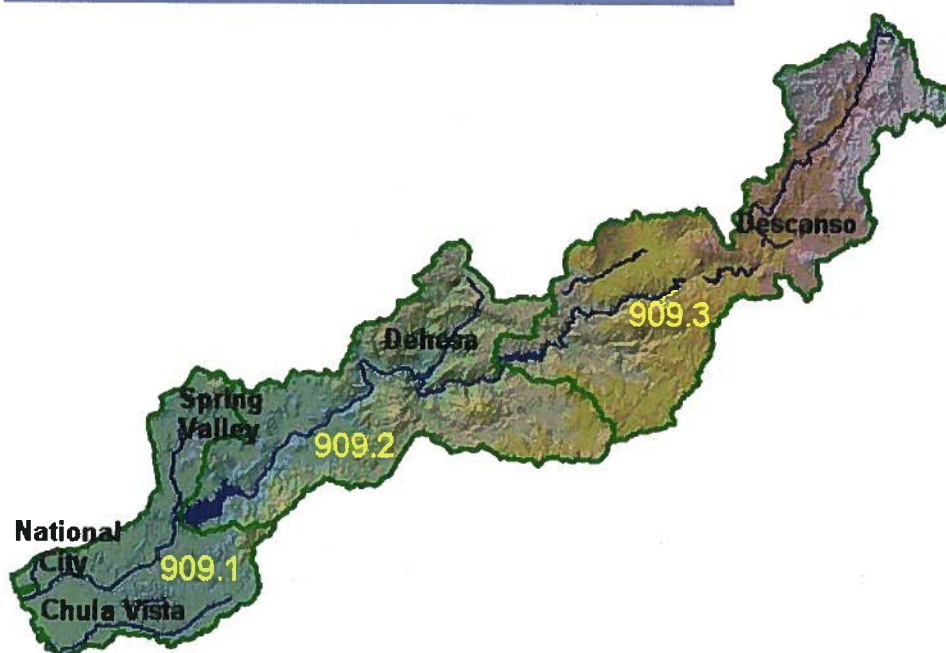 Descanso
909.3
Dehesa
Spring
Valley
909.2
National
City
909.1
Chula Vista